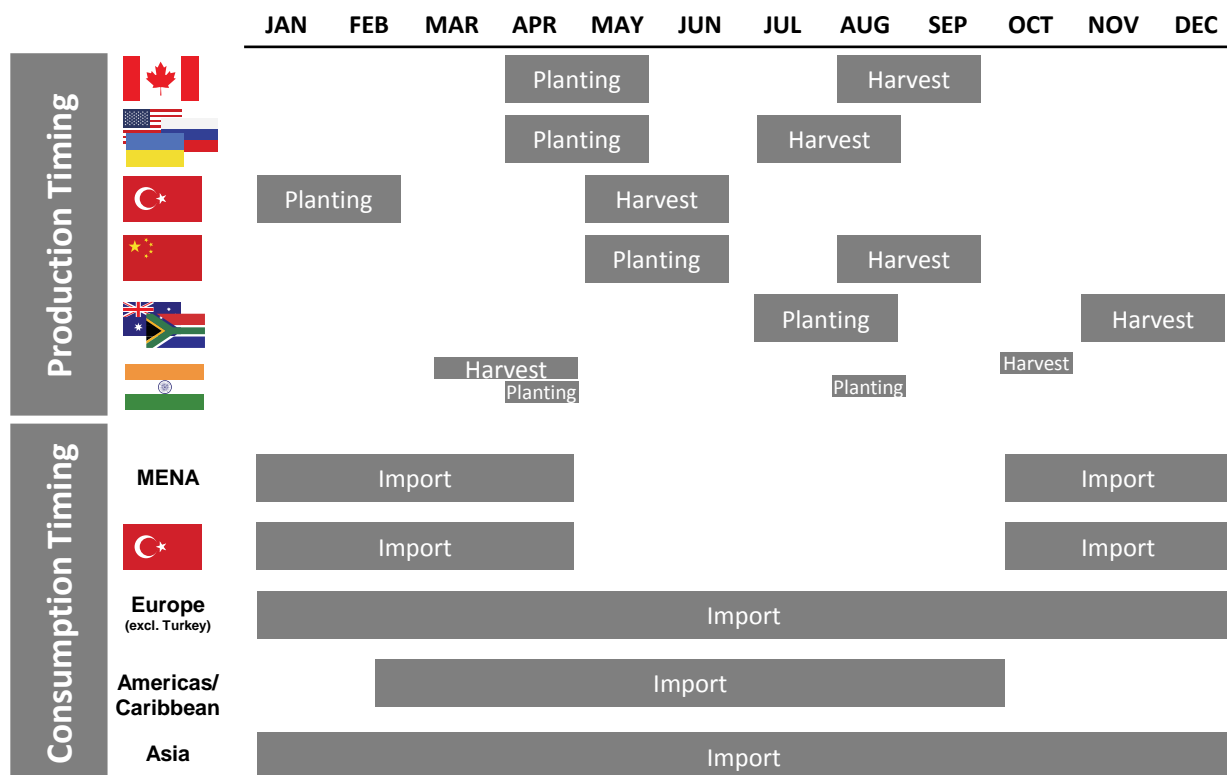 JAN FEB MAR APR MAY JUN JUL AUG SEP OCT NOV DEC
Production Timing
Planting Harvest
Planting Harvest
Planting Harvest
Planting Harvest
Planting Harvest
Harvest Harvest
Planting Planting
Consumption Timing
MENA Import Import
Import Import
Europe
(excl. Turkey)
Import
Americas/
Caribbean
Import
Asia Import